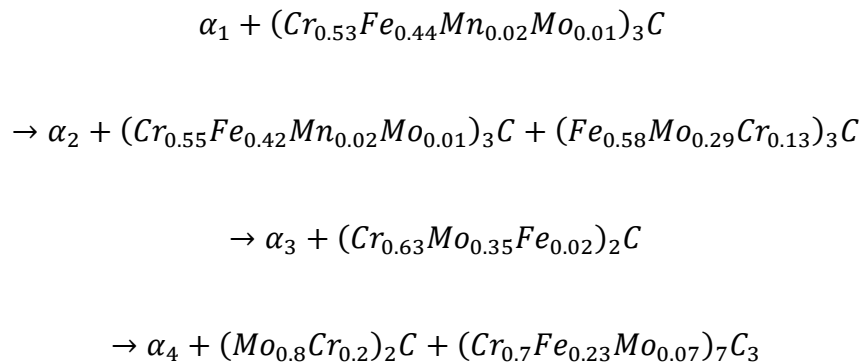 α₁ + (Cr₀.₅₃Fe₀.₄₄Mn₀.₀₂Mo₀.₀₁)₃C
→ α₂ + (Cr₀.₅₅Fe₀.₄₂Mn₀.₀₂Mo₀.₀₁)₃C + (Fe₀.₅₈Mo₀.₂₉Cr₀.₁₃)₃C
→ α₃ + (Cr₀.₆₃Mo₀.₃₅Fe₀.₀₂)₂C
→ α₄ + (Mo₀.₈Cr₀.₂)₂C + (Cr₀.₇Fe₀.₂₃Mo₀.₀₇)₇C₃